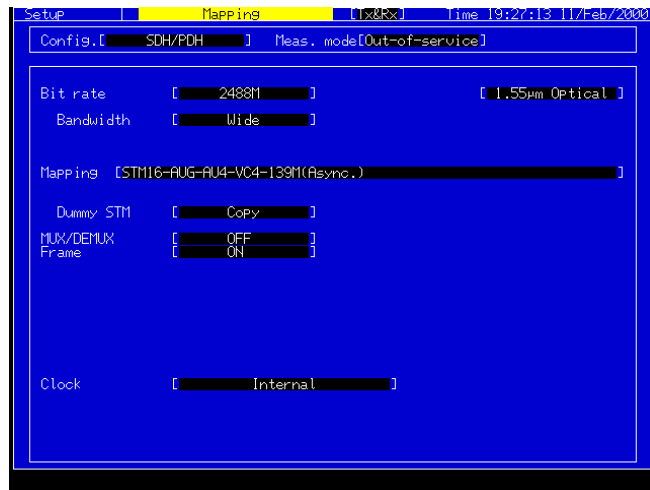 Setup Mapping [Tx&Rx] Time 19:27:13 11/Feb/2000
Config.[ SDH/PDH ] Meas. mode[Out-of-service]
Bit rate [ 2488M ] [ 1.55µm Optical ]
Bandwidth [ Wide ]
Mapping [STM16-AUG-AU4-VC4-139M(Async.) ]
Dummy STM [ Copy ]
MUX/DEMUX [ OFF ]
Frame [ ON ]
Clock [ Internal ]